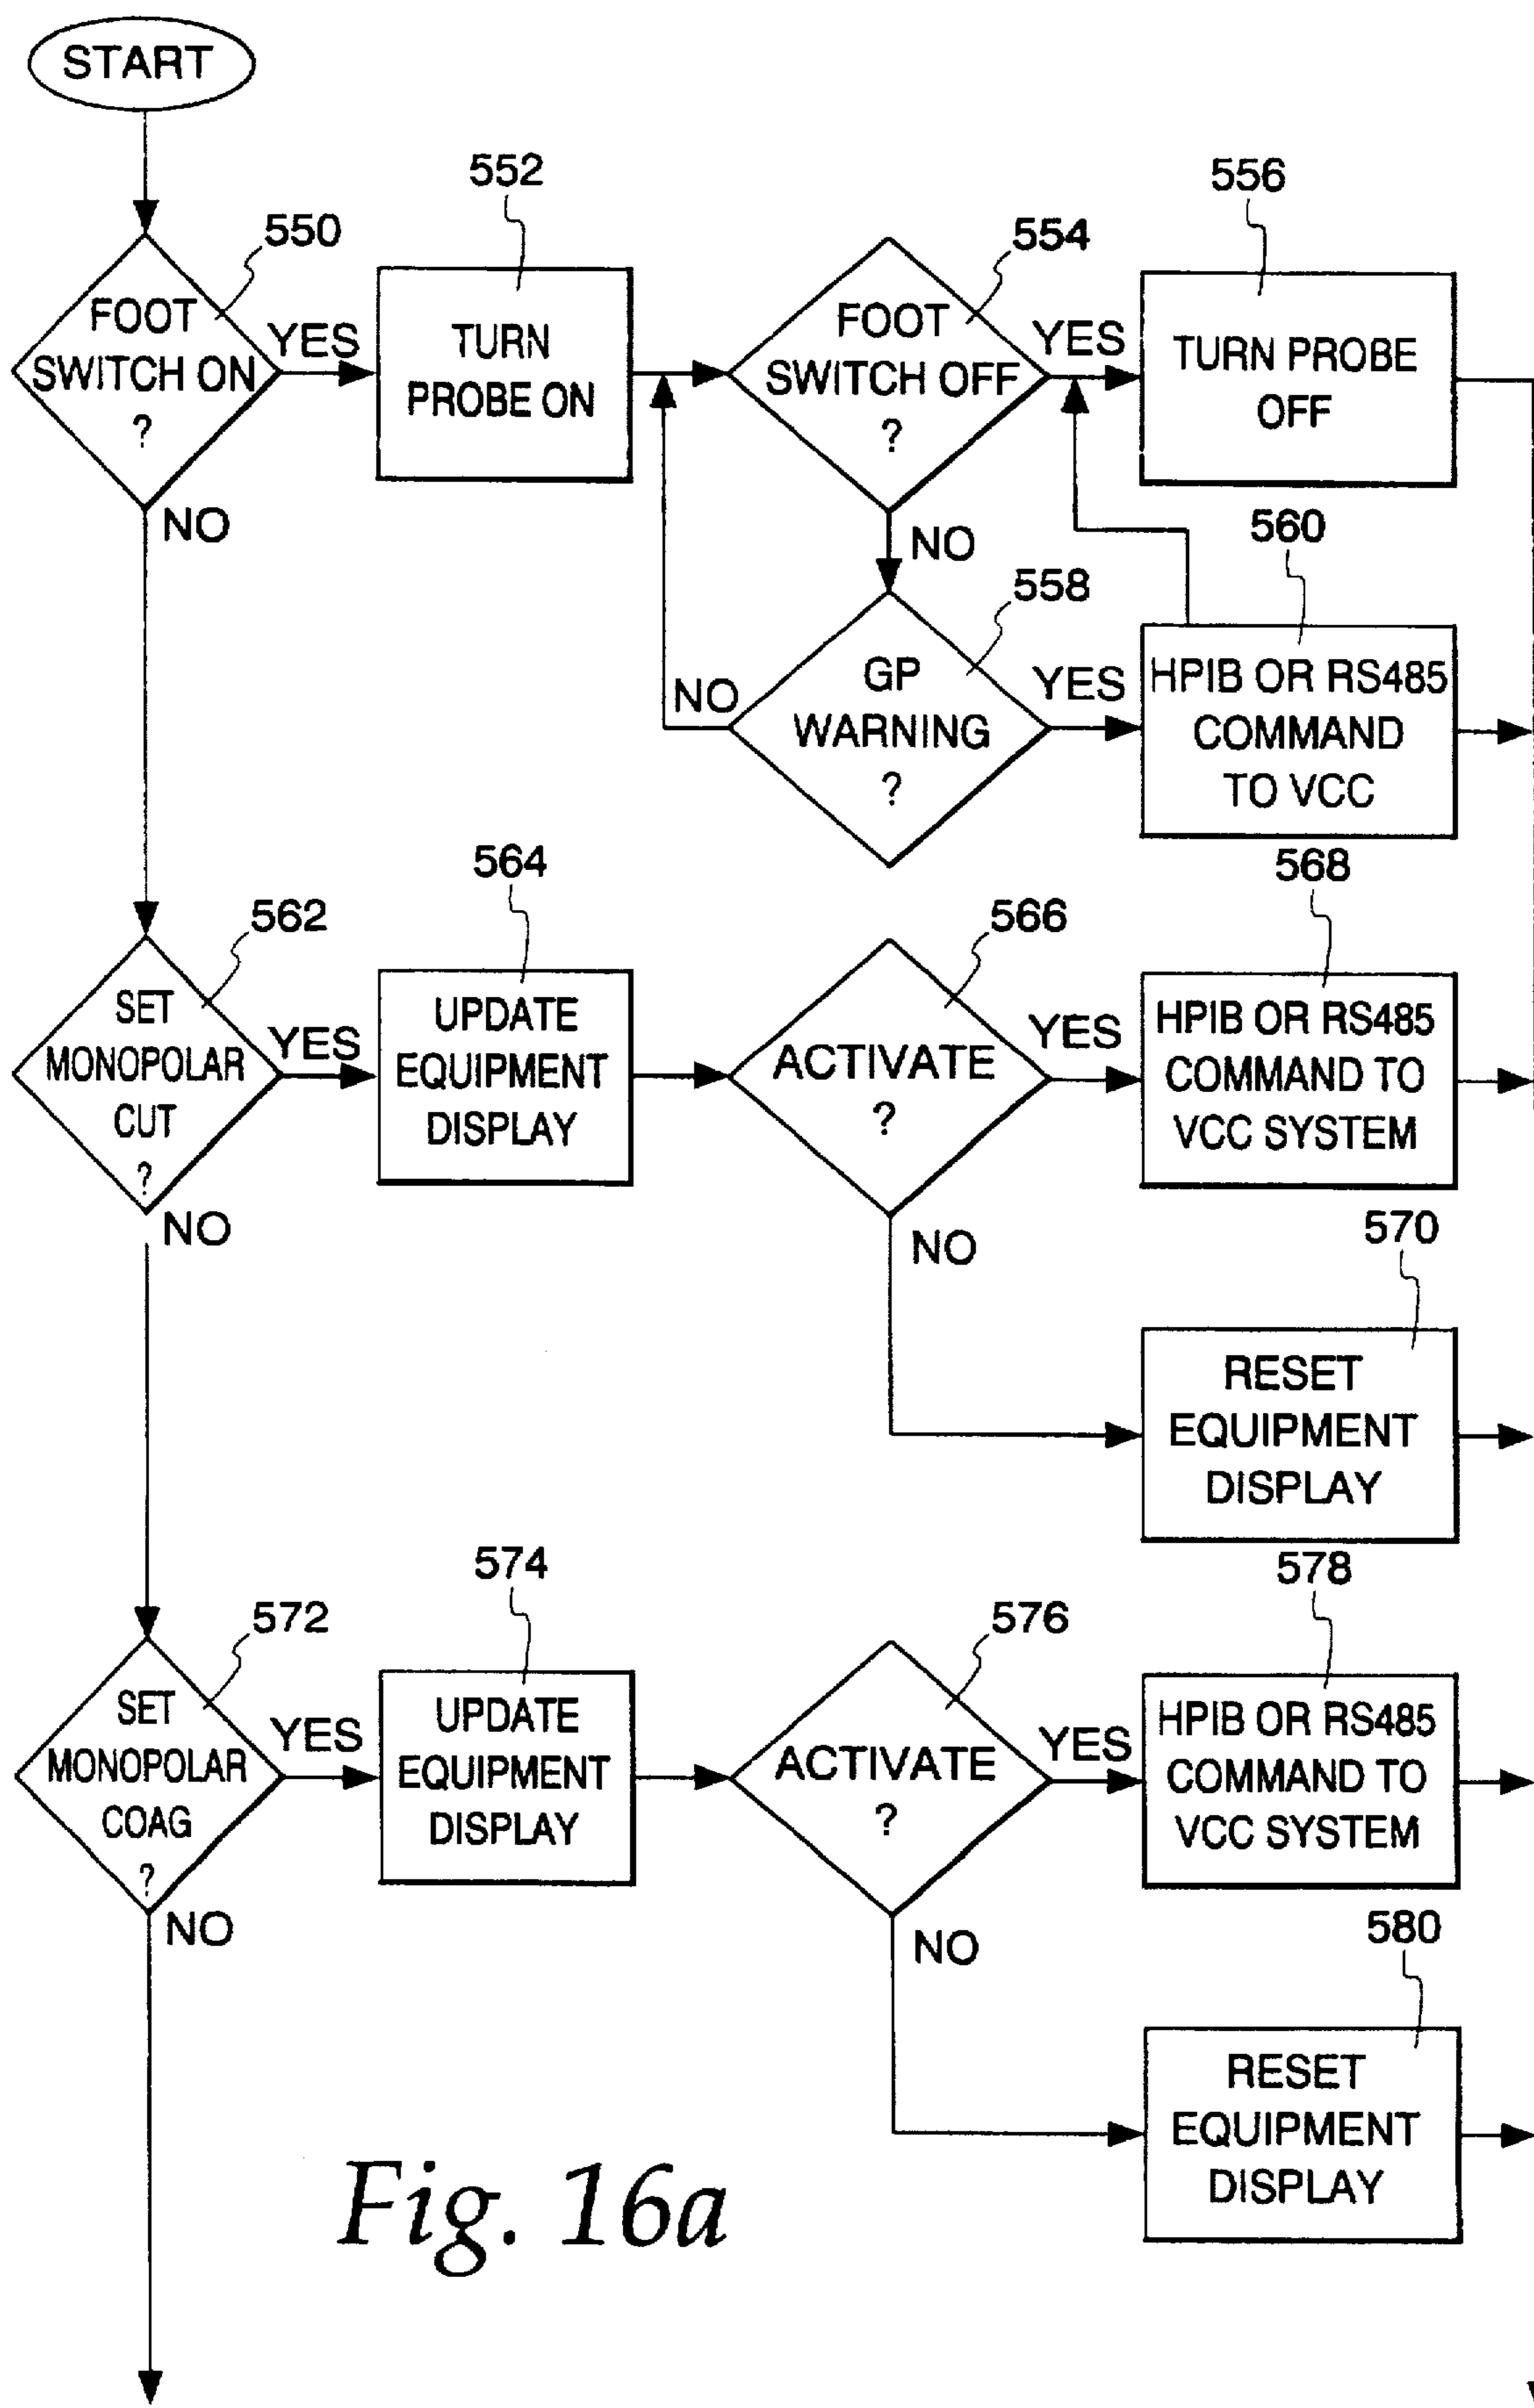 START
550
FOOT
SWITCH ON
?
YES
NO
552
TURN
PROBE ON
554
FOOT
SWITCH OFF
?
YES
NO
556
TURN PROBE
OFF
558
GP
WARNING
?
NO
YES
560
HPIB OR RS485
COMMAND
TO VCC
562
SET
MONOPOLAR
CUT
?
YES
NO
564
UPDATE
EQUIPMENT
DISPLAY
566
ACTIVATE
?
YES
NO
568
HPIB OR RS485
COMMAND TO
VCC SYSTEM
570
RESET
EQUIPMENT
DISPLAY
572
SET
MONOPOLAR
COAG
?
YES
NO
574
UPDATE
EQUIPMENT
DISPLAY
576
ACTIVATE
?
YES
NO
578
HPIB OR RS485
COMMAND TO
VCC SYSTEM
580
RESET
EQUIPMENT
DISPLAY
Fig. 16a